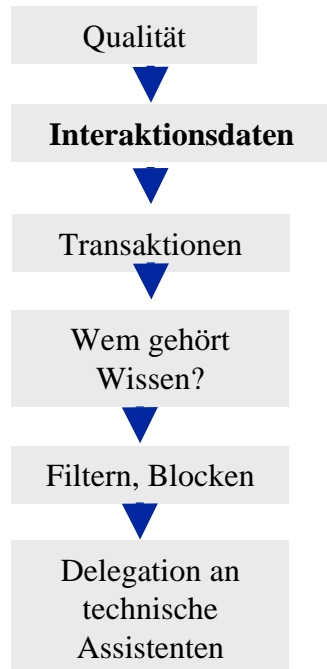 Qualität
Interaktionsdaten
Transaktionen
Wem gehört
Wissen?
Filtern, Blocken
Delegation an
technische
Assistenten